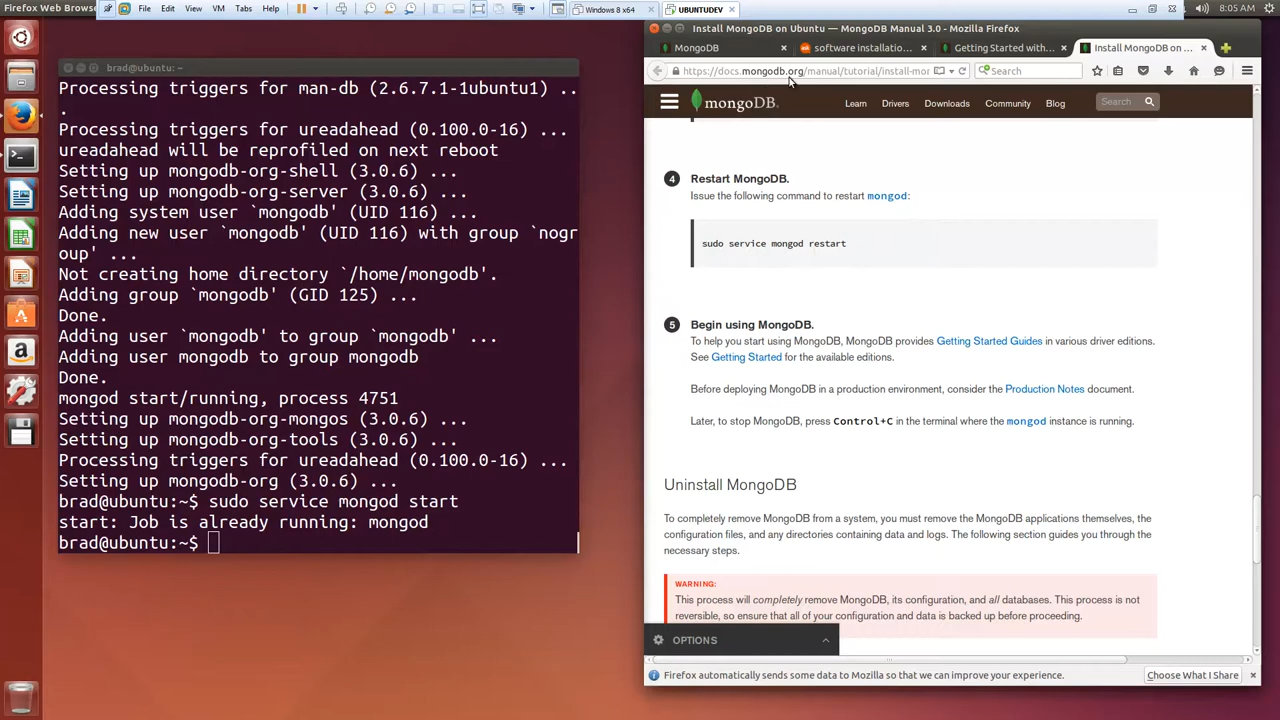 Firefox Web Brow
File
Edit
View
VM
Tabs
Help
Windows 8 x64
UBUNTUDEV
8:05 AM
brad@ubuntu: ~
Processing triggers for man-db (2.6.7.1-1ubuntu1) ..
.
Processing triggers for ureadahead (0.100.0-16) ...
ureadahead will be reprofiled on next reboot
Setting up mongodb-org-shell (3.0.6) ...
Setting up mongodb-org-server (3.0.6) ...
Adding system user `mongodb' (UID 116) ...
Adding new user `mongodb' (UID 116) with group `nogr
oup' ...
Not creating home directory `/home/mongodb'.
Adding group `mongodb' (GID 125) ...
Done.
Adding user `mongodb' to group `mongodb' ...
Adding user mongodb to group mongodb
Done.
mongod start/running, process 4751
Setting up mongodb-org-mongos (3.0.6) ...
Setting up mongodb-org-tools (3.0.6) ...
Processing triggers for ureadahead (0.100.0-16) ...
Setting up mongodb-org (3.0.6) ...
brad@ubuntu:~$ sudo service mongod start
start: Job is already running: mongod
brad@ubuntu:~$
Install MongoDB on Ubuntu — MongoDB Manual 3.0 - Mozilla Firefox
MongoDB
software installatio...
Getting Started with...
Install MongoDB on ...
https://docs.mongodb.org/manual/tutorial/install-mor
Search
mongoDB.
Learn
Drivers
Downloads
Community
Blog
Search
4
Restart MongoDB.
Issue the following command to restart mongod:
sudo service mongod restart
5
Begin using MongoDB.
To help you start using MongoDB, MongoDB provides Getting Started Guides in various driver editions.
See Getting Started for the available editions.
Before deploying MongoDB in a production environment, consider the Production Notes document.
Later, to stop MongoDB, press Control+C in the terminal where the mongod instance is running.
Uninstall MongoDB
To completely remove MongoDB from a system, you must remove the MongoDB applications themselves, the
configuration files, and any directories containing data and logs. The following section guides you through the
necessary steps.
WARNING:
This process will completely remove MongoDB, its configuration, and all databases. This process is not
reversible, so ensure that all of your configuration and data is backed up before proceeding.
OPTIONS
Firefox automatically sends some data to Mozilla so that we can improve your experience.
Choose What I Share